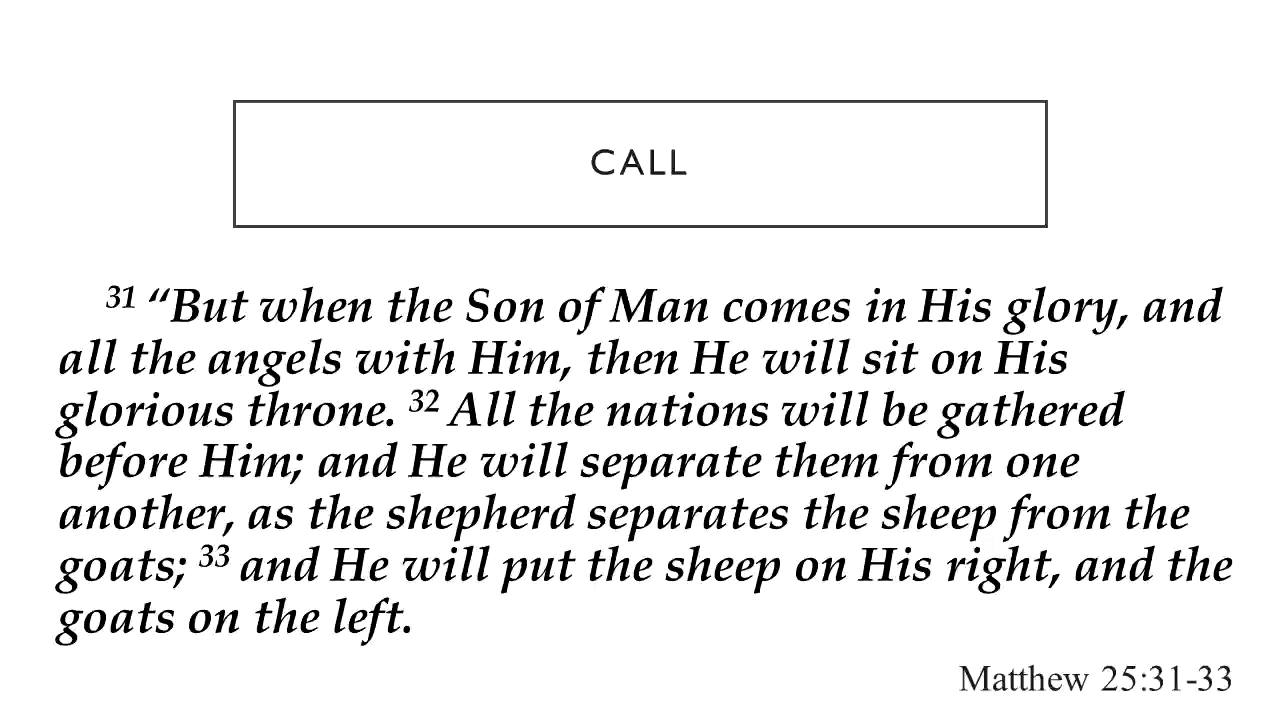 CALL
31 “But when the Son of Man comes in His glory, and
all the angels with Him, then He will sit on His
glorious throne. 32 All the nations will be gathered
before Him; and He will separate them from one
another, as the shepherd separates the sheep from the
goats; 33 and He will put the sheep on His right, and the
goats on the left.
Matthew 25:31-33